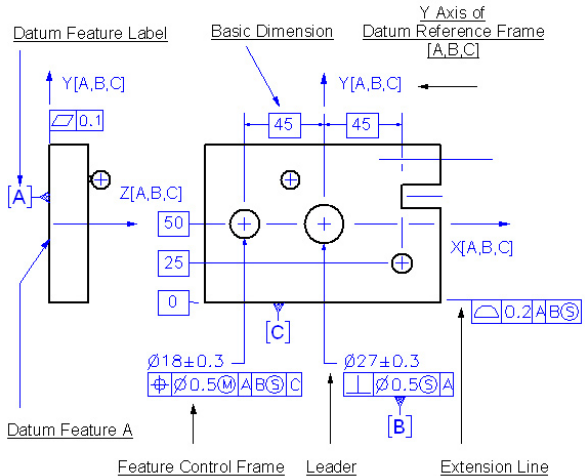 Y Axis of
Datum Feature Label
Basic Dimension
Datum Reference Frame
[A,B,C]
Y[A,B,C]
Y[A,B,C]
0.1
45
45
[A]
Z[A,B,C]
50
X[A,B,C]
25
0
0.2 A B Ⓢ
[C]
Ø18±0.3
Ø27±0.3
⌖ Ø0.5 Ⓜ A B Ⓢ C
⊥ Ø0.5 Ⓢ A
[B]
Datum Feature A
Feature Control Frame
Leader
Extension Line